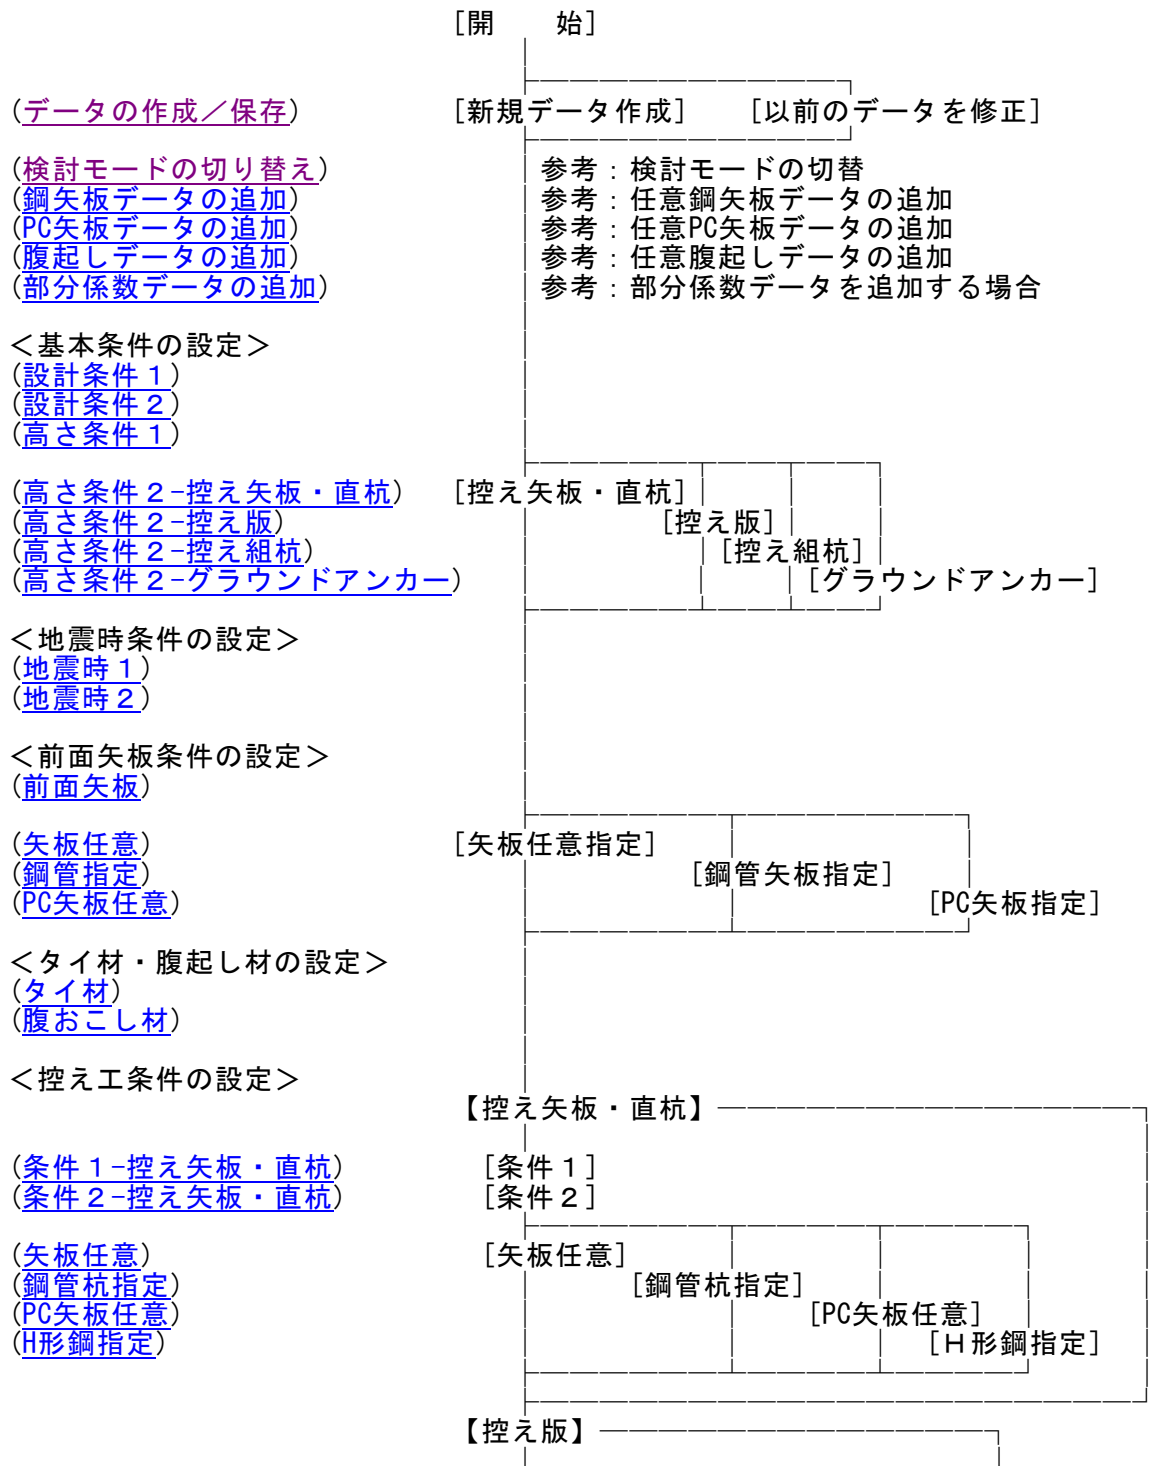 [開　　始]
(データの作成／保存)　[新規データ作成]　[以前のデータを修正]
(検討モードの切り替え)　参考：検討モードの切替
(鋼矢板データの追加)　参考：任意鋼矢板データの追加
(PC矢板データの追加)　参考：任意PC矢板データの追加
(腹起しデータの追加)　参考：任意腹起しデータの追加
(部分係数データの追加)　参考：部分係数データを追加する場合
＜基本条件の設定＞
(設計条件１)
(設計条件２)
(高さ条件１)
(高さ条件２-控え矢板・直杭)　[控え矢板・直杭]
(高さ条件２-控え版)　[控え版]
(高さ条件２-控え組杭)　[控え組杭]
(高さ条件２-グラウンドアンカー)　[グラウンドアンカー]
＜地震時条件の設定＞
(地震時１)
(地震時２)
＜前面矢板条件の設定＞
(前面矢板)
(矢板任意)　[矢板任意指定]
(鋼管指定)　[鋼管矢板指定]
(PC矢板任意)　[PC矢板指定]
＜タイ材・腹起し材の設定＞
(タイ材)
(腹おこし材)
＜控え工条件の設定＞
【控え矢板・直杭】
(条件１-控え矢板・直杭)　[条件１]
(条件２-控え矢板・直杭)　[条件２]
(矢板任意)　[矢板任意]
(鋼管杭指定)　[鋼管杭指定]
(PC矢板任意)　[PC矢板任意]
(H形鋼指定)　[Ｈ形鋼指定]
【控え版】